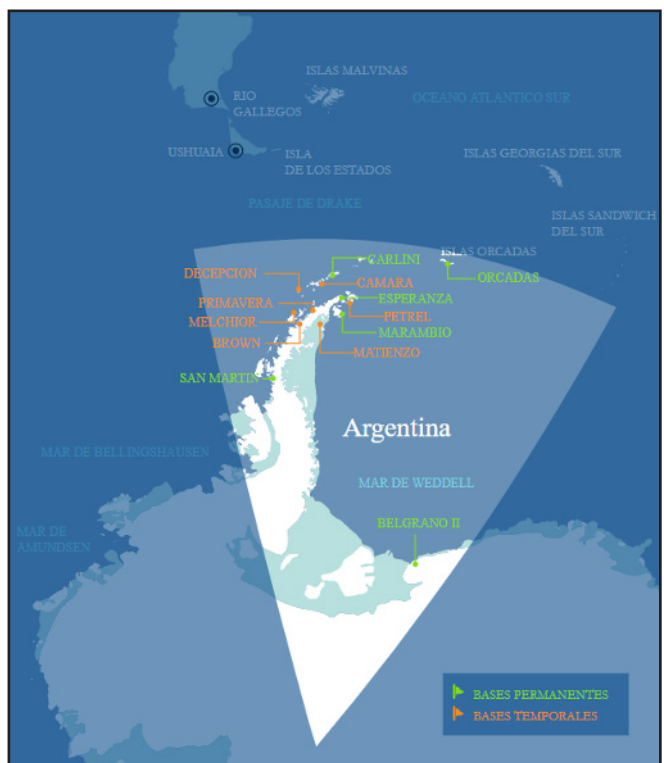 ISLAS MALVINAS
OCEANO ATLANTICO SUR
RIO
GALLEGOS
USHUAIA
ISLA
DE LOS ESTADOS
ISLAS GEORGIAS DEL SUR
PASAJE DE DRAKE
ISLAS SANDWICH
DEL SUR
ISLAS ORCADAS
CARLINI
DECEPCION
CAMARA
ORCADAS
PRIMAVERA
ESPERANZA
MELCHIOR
PETREL
BROWN
MARAMBIO
MATIENZO
SAN MARTIN
Argentina
MAR DE BELLINGSHAUSEN
MAR DE WEDDELL
MAR DE
AMUNDSEN
BELGRANO II
BASES PERMANENTES
BASES TEMPORALES